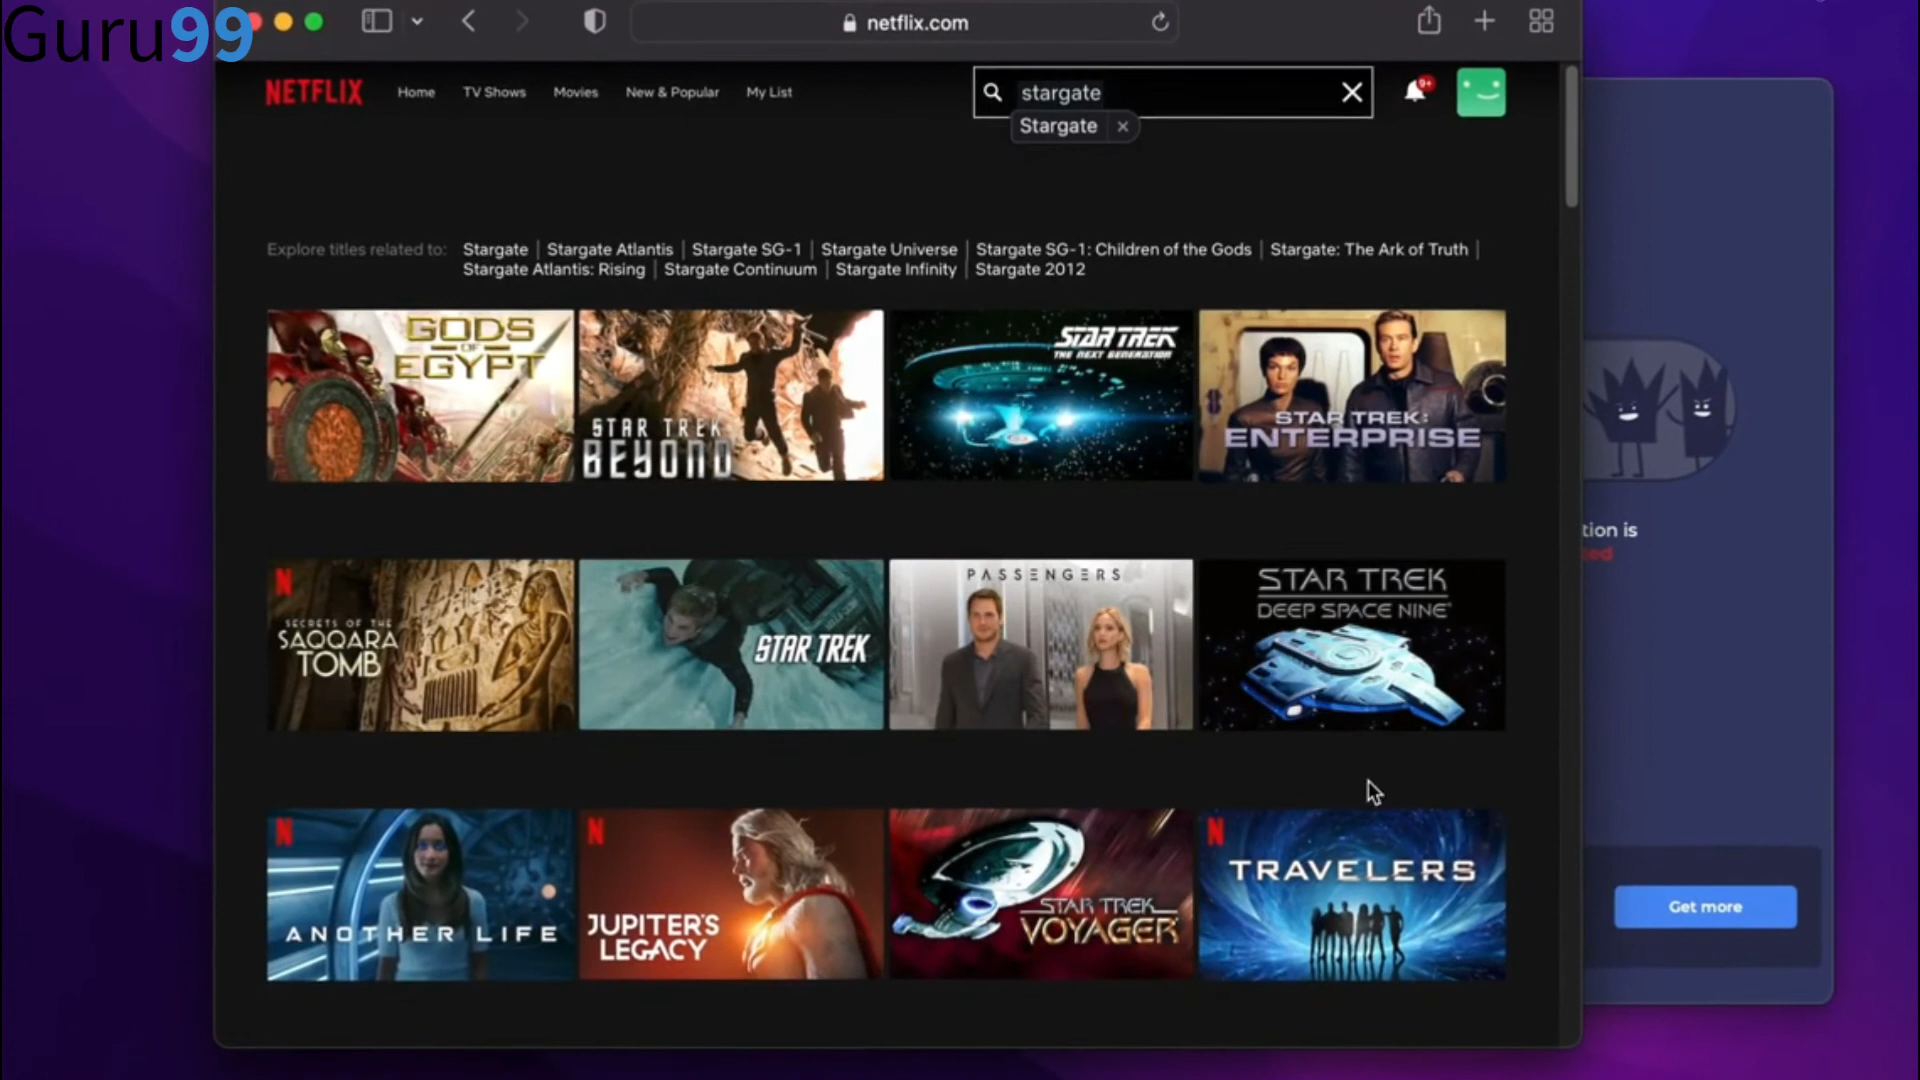 Guru99
netflix.com
NETFLIX
Home
TV Shows
Movies
New & Popular
My List
stargate
Stargate
9+
Explore titles related to: Stargate | Stargate Atlantis | Stargate SG-1 | Stargate Universe | Stargate SG-1: Children of the Gods | Stargate: The Ark of Truth |
Stargate Atlantis: Rising | Stargate Continuum | Stargate Infinity | Stargate 2012
GODS
OF
EGYPT
STAR TREK
BEYOND
STAR TREK
THE NEXT GENERATION
STAR TREK:
ENTERPRISE
tion is
N
SECRETS OF THE
SAQQARA
TOMB
STAR TREK
PASSENGERS
STAR TREK
DEEP SPACE NINE
N
ANOTHER LIFE
N
JUPITER'S
LEGACY
STAR TREK
VOYAGER
N
TRAVELERS
Get more